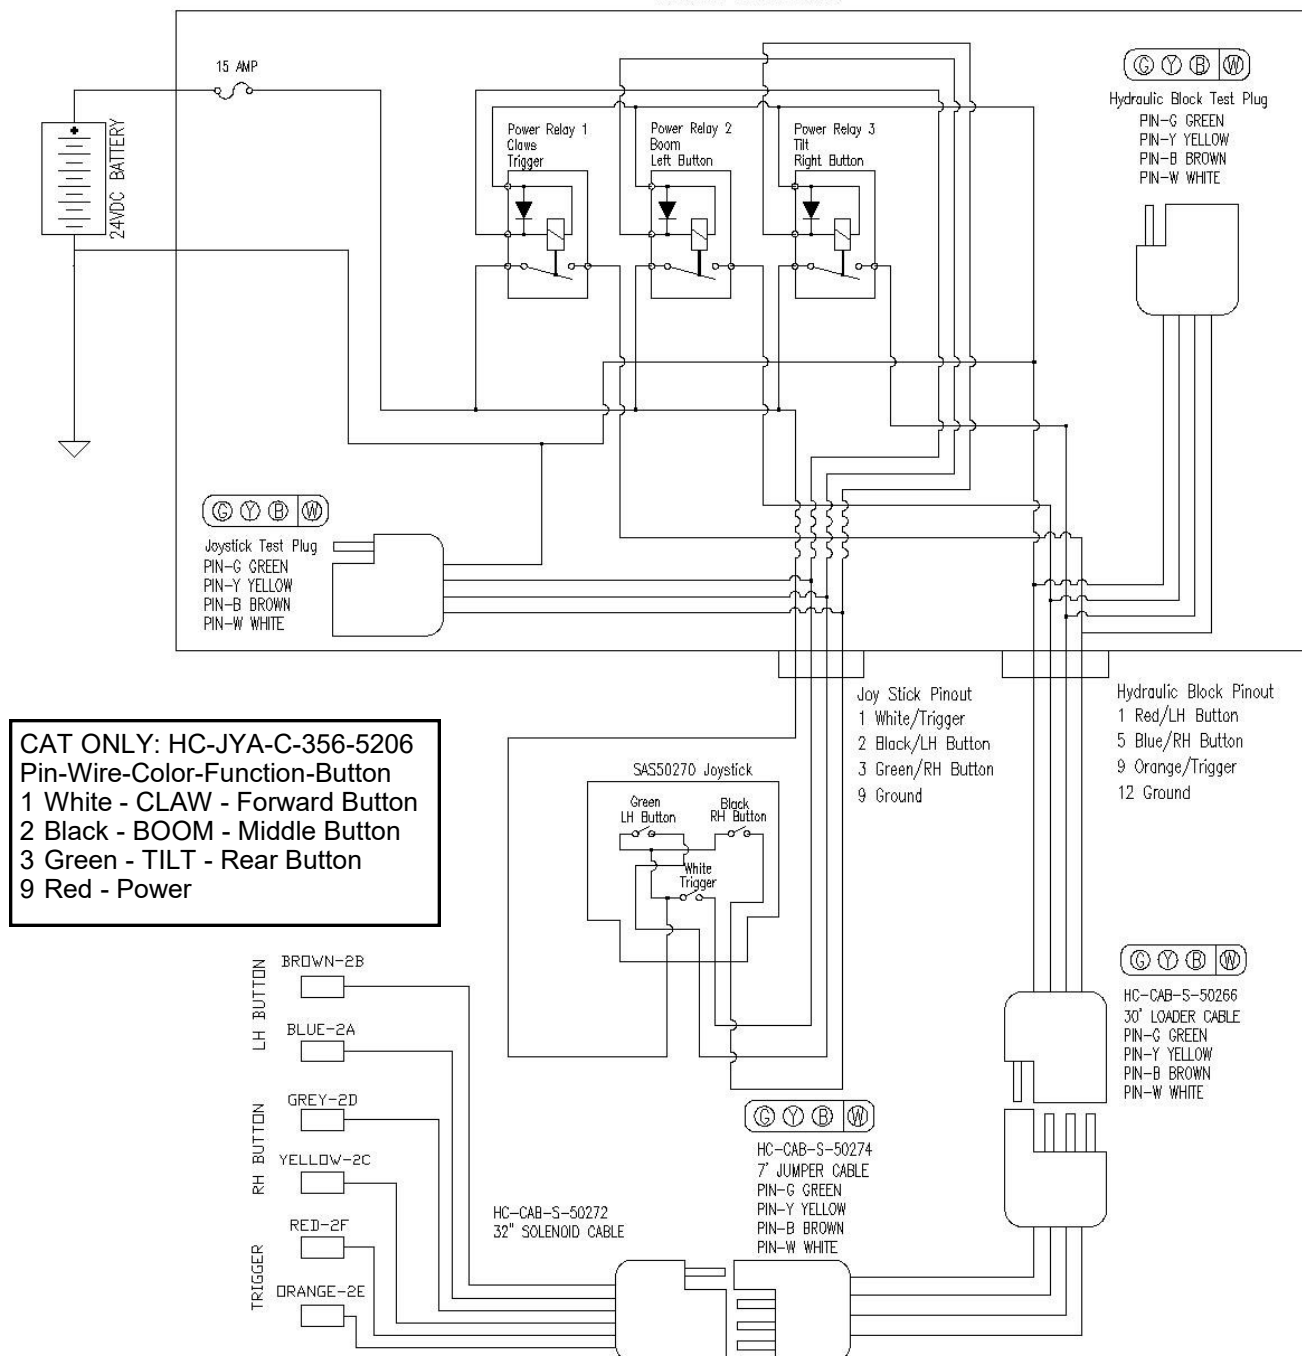 15 AMP
24VDC BATTERY
Power Relay 1
Claws
Trigger
Power Relay 2
Boom
Left Button
Power Relay 3
Tilt
Right Button
G Y B W
Hydraulic Block Test Plug
PIN-G GREEN
PIN-Y YELLOW
PIN-B BROWN
PIN-W WHITE
G Y B W
Joystick Test Plug
PIN-G GREEN
PIN-Y YELLOW
PIN-B BROWN
PIN-W WHITE
Joy Stick Pinout
1 White/Trigger
2 Black/LH Button
3 Green/RH Button
9 Ground
Hydraulic Block Pinout
1 Red/LH Button
5 Blue/RH Button
9 Orange/Trigger
12 Ground
CAT ONLY: HC-JYA-C-356-5206
Pin-Wire-Color-Function-Button
1 White - CLAW - Forward Button
2 Black - BOOM - Middle Button
3 Green - TILT - Rear Button
9 Red - Power
SAS50270 Joystick
Green
LH Button
Black
RH Button
White
Trigger
LH BUTTON
BROWN-2B
BLUE-2A
RH BUTTON
GREY-2D
YELLOW-2C
TRIGGER
RED-2F
ORANGE-2E
HC-CAB-S-50272
32" SOLENOID CABLE
G Y B W
HC-CAB-S-50274
7' JUMPER CABLE
PIN-G GREEN
PIN-Y YELLOW
PIN-B BROWN
PIN-W WHITE
G Y B W
HC-CAB-S-50266
30' LOADER CABLE
PIN-G GREEN
PIN-Y YELLOW
PIN-B BROWN
PIN-W WHITE